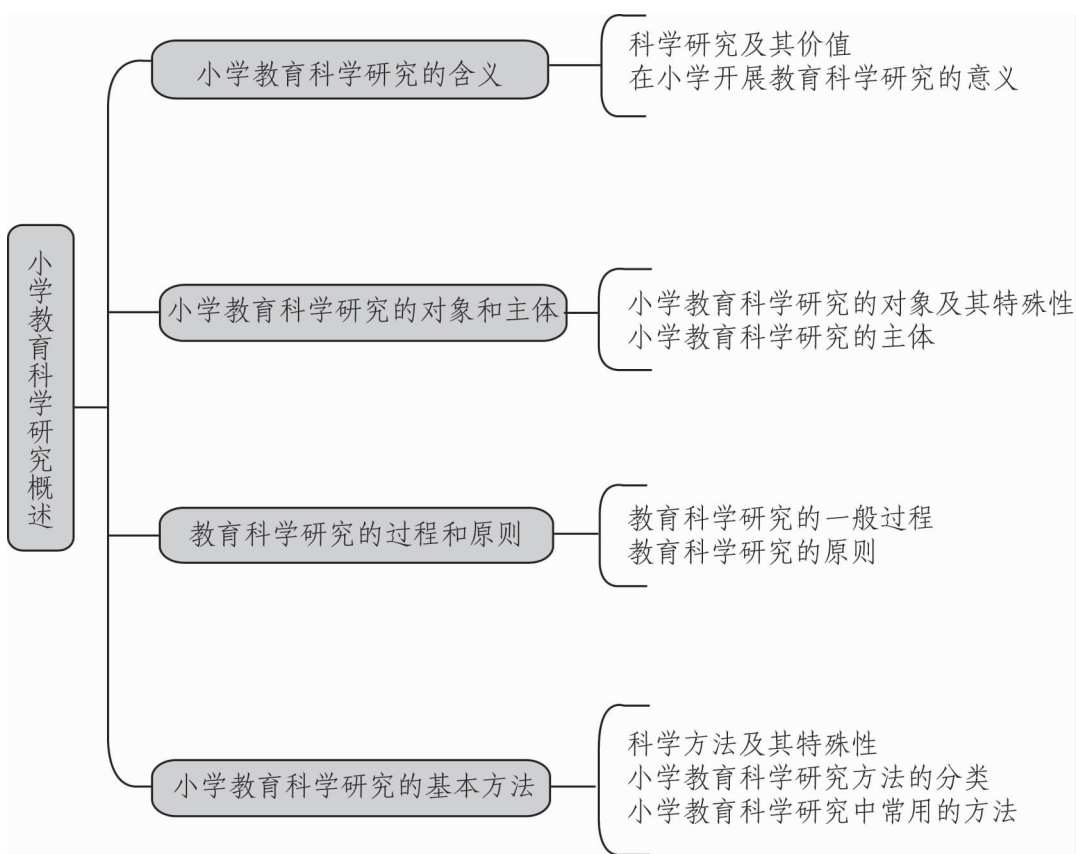 小学教育科学研究概述
小学教育科学研究的含义
科学研究及其价值
在小学开展教育科学研究的意义
小学教育科学研究的对象和主体
小学教育科学研究的对象及其特殊性
小学教育科学研究的主体
教育科学研究的过程和原则
教育科学研究的一般过程
教育科学研究的原则
小学教育科学研究的基本方法
科学方法及其特殊性
小学教育科学研究方法的分类
小学教育科学研究中常用的方法